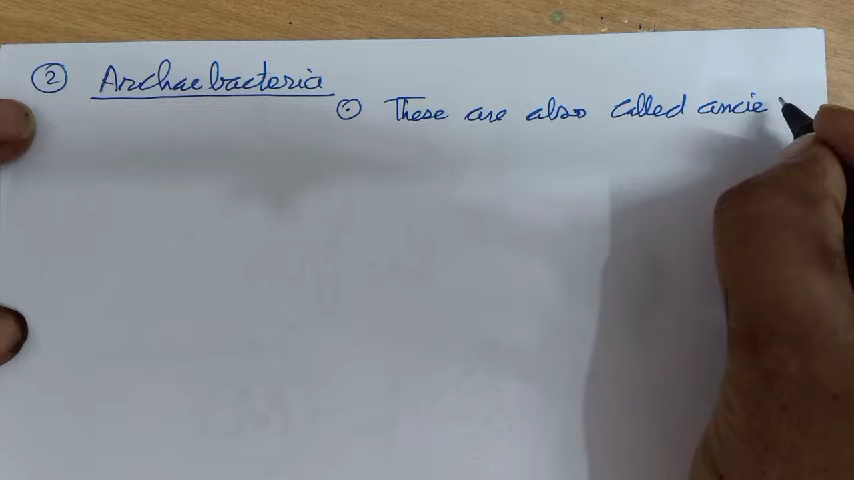 ② Archaebacteria
⊙ These are also called ancie